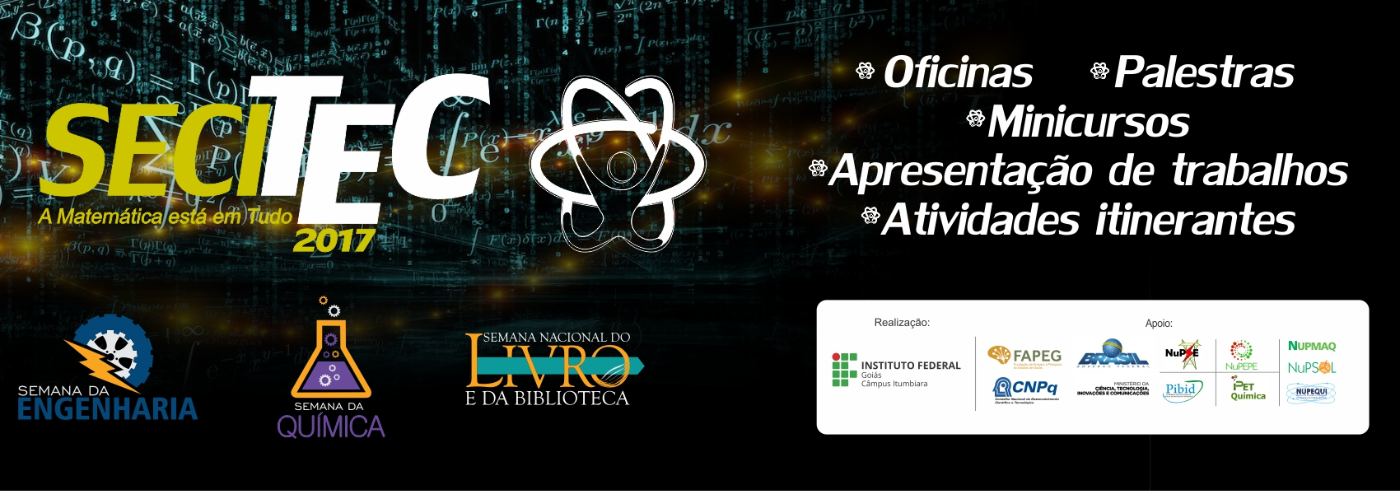 SECITEC
A Matemática está em Tudo
2017
Oficinas
Palestras
Minicursos
Apresentação de trabalhos
Atividades itinerantes
SEMANA DA
ENGENHARIA
SEMANA DA
QUÍMICA
SEMANA NACIONAL DO
LIVRO
E DA BIBLIOTECA
Realização:
INSTITUTO FEDERAL
Goiás
Câmpus Itumbiara
Apoio:
FAPEG
CNPq
BRASIL
GOVERNO FEDERAL
MINISTÉRIO DA
CIÊNCIA, TECNOLOGIA,
INOVAÇÕES E COMUNICAÇÕES
Pibid
NUPEPE
PET
Química
NUPMAQ
NUPSOL
NUPEQUI